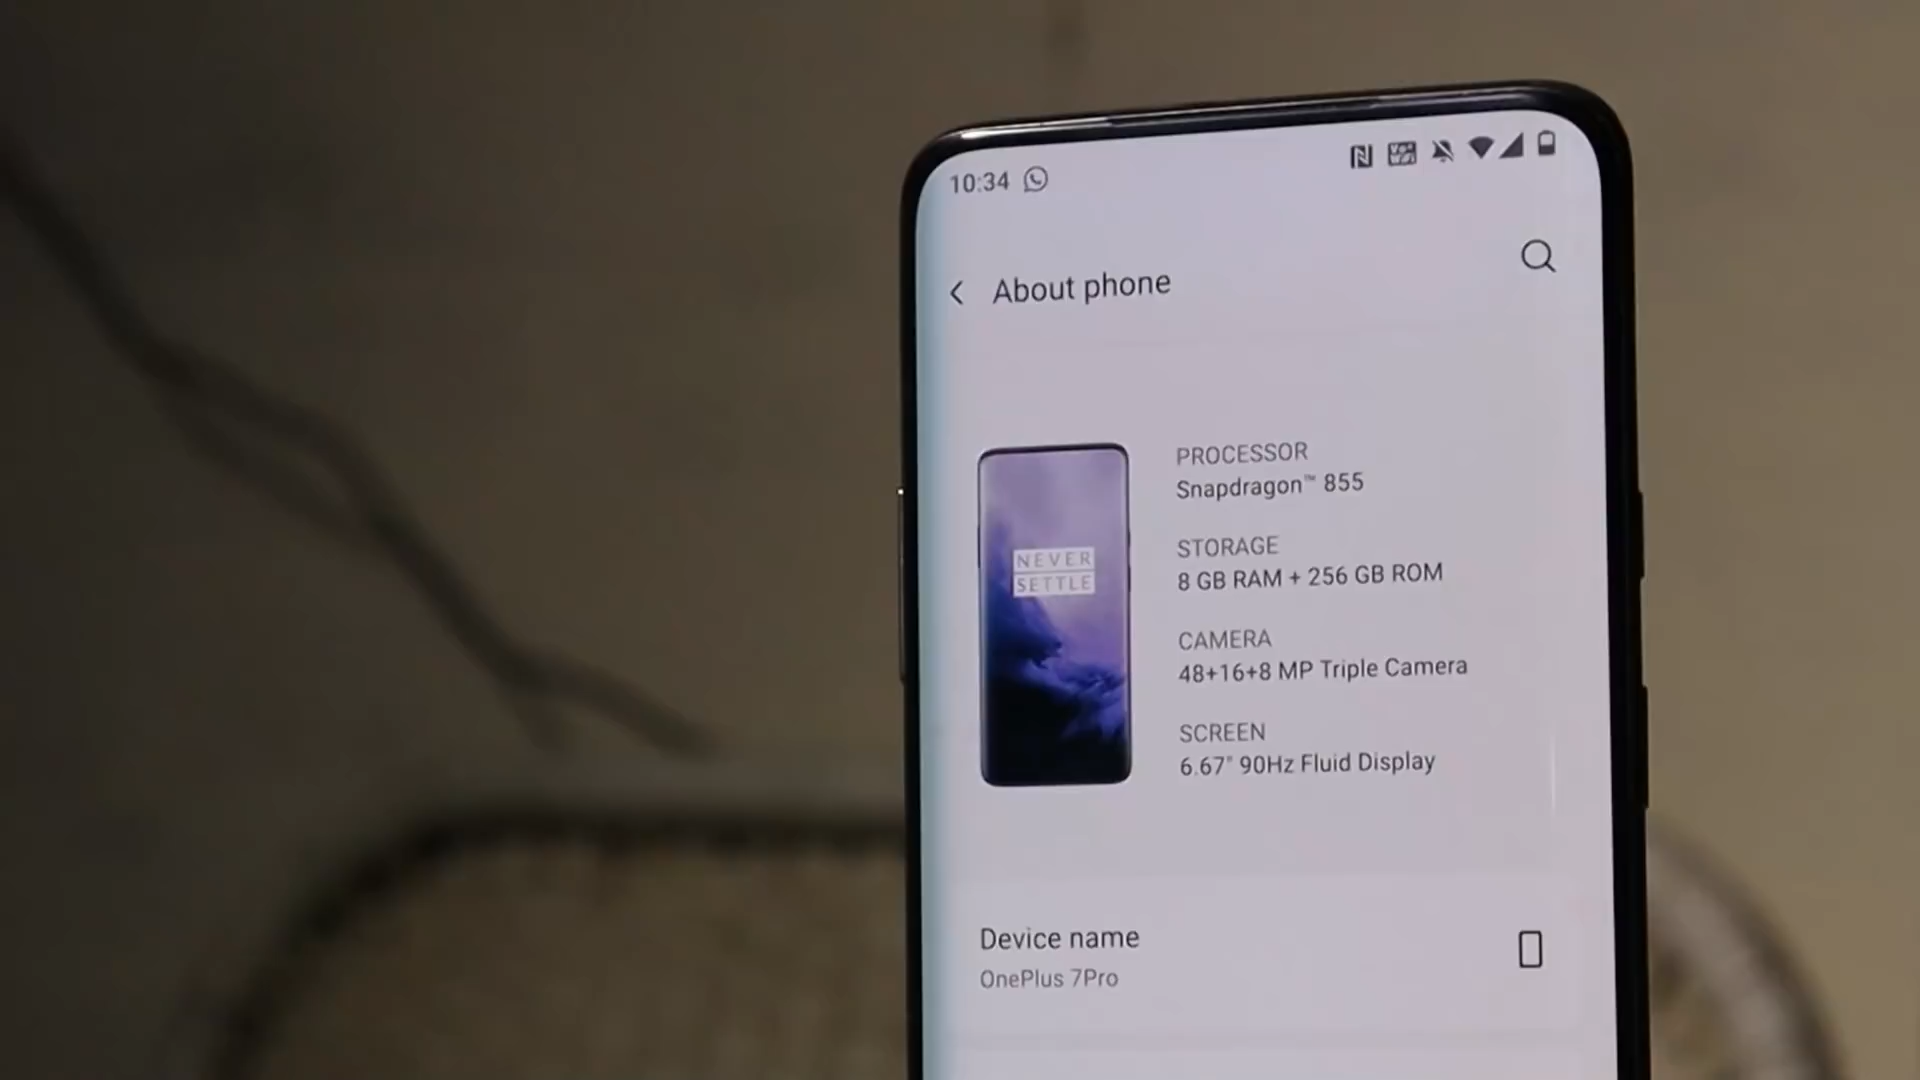 10:34
About phone
PROCESSOR
Snapdragon™ 855
STORAGE
8 GB RAM + 256 GB ROM
CAMERA
48+16+8 MP Triple Camera
SCREEN
6.67" 90Hz Fluid Display
NEVER
SETTLE
Device name
OnePlus 7Pro